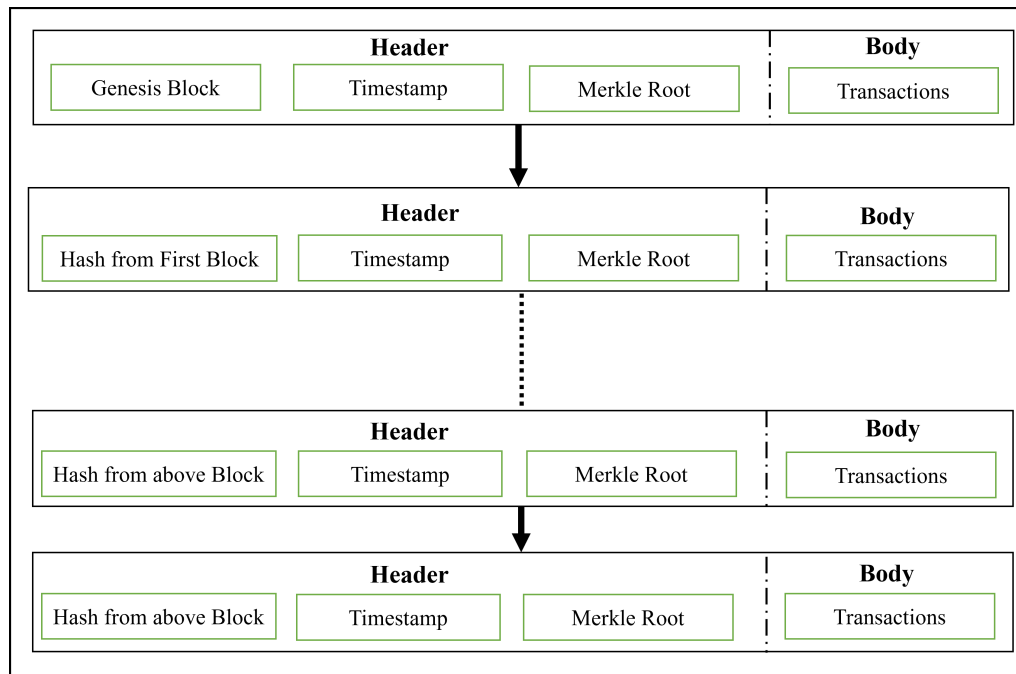 Header
Body
Genesis Block
Timestamp
Merkle Root
Transactions
Header
Body
Hash from First Block
Timestamp
Merkle Root
Transactions
Header
Body
Hash from above Block
Timestamp
Merkle Root
Transactions
Header
Body
Hash from above Block
Timestamp
Merkle Root
Transactions